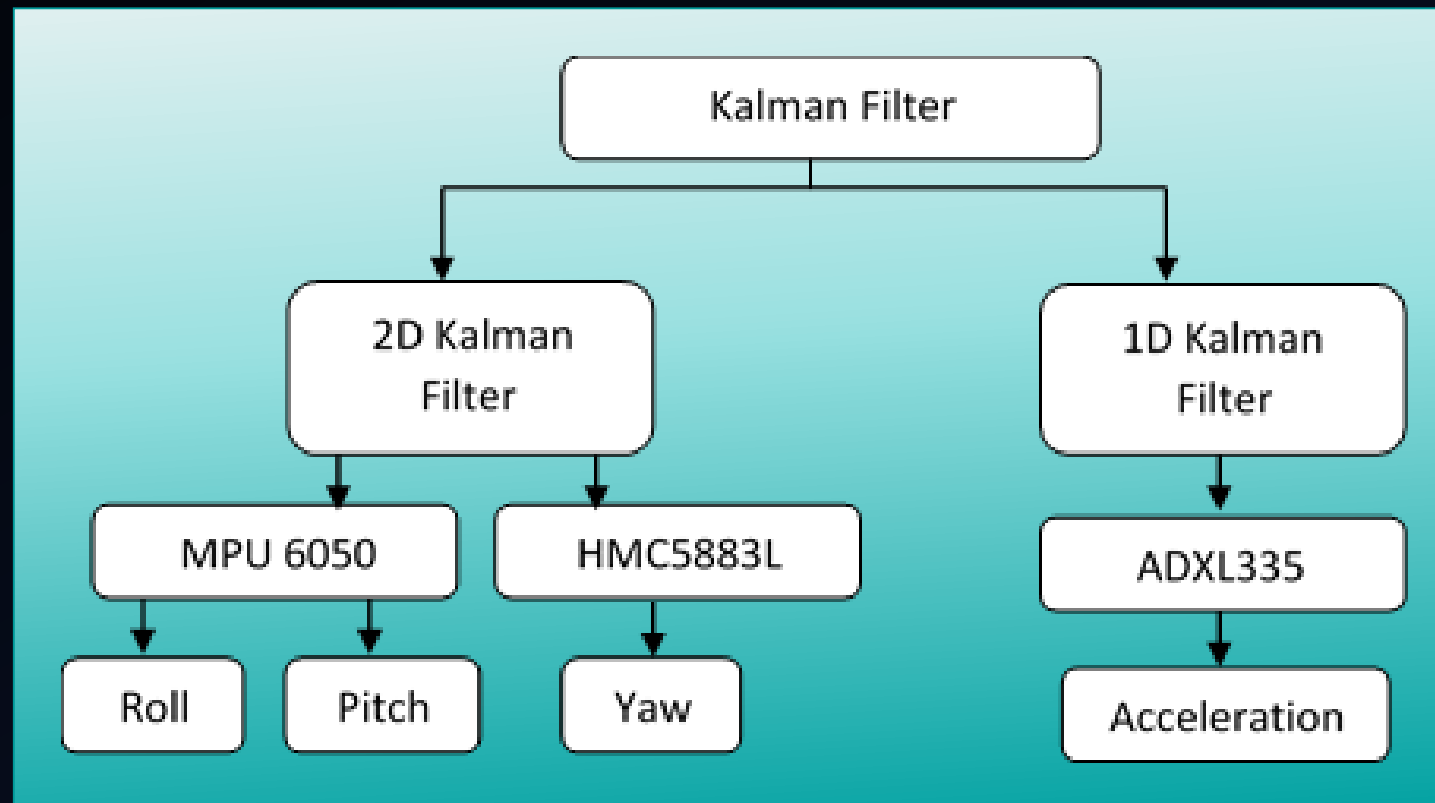 Kalman Filter
2D Kalman
Filter
1D Kalman
Filter
MPU 6050
HMC5883L
ADXL335
Roll
Pitch
Yaw
Acceleration